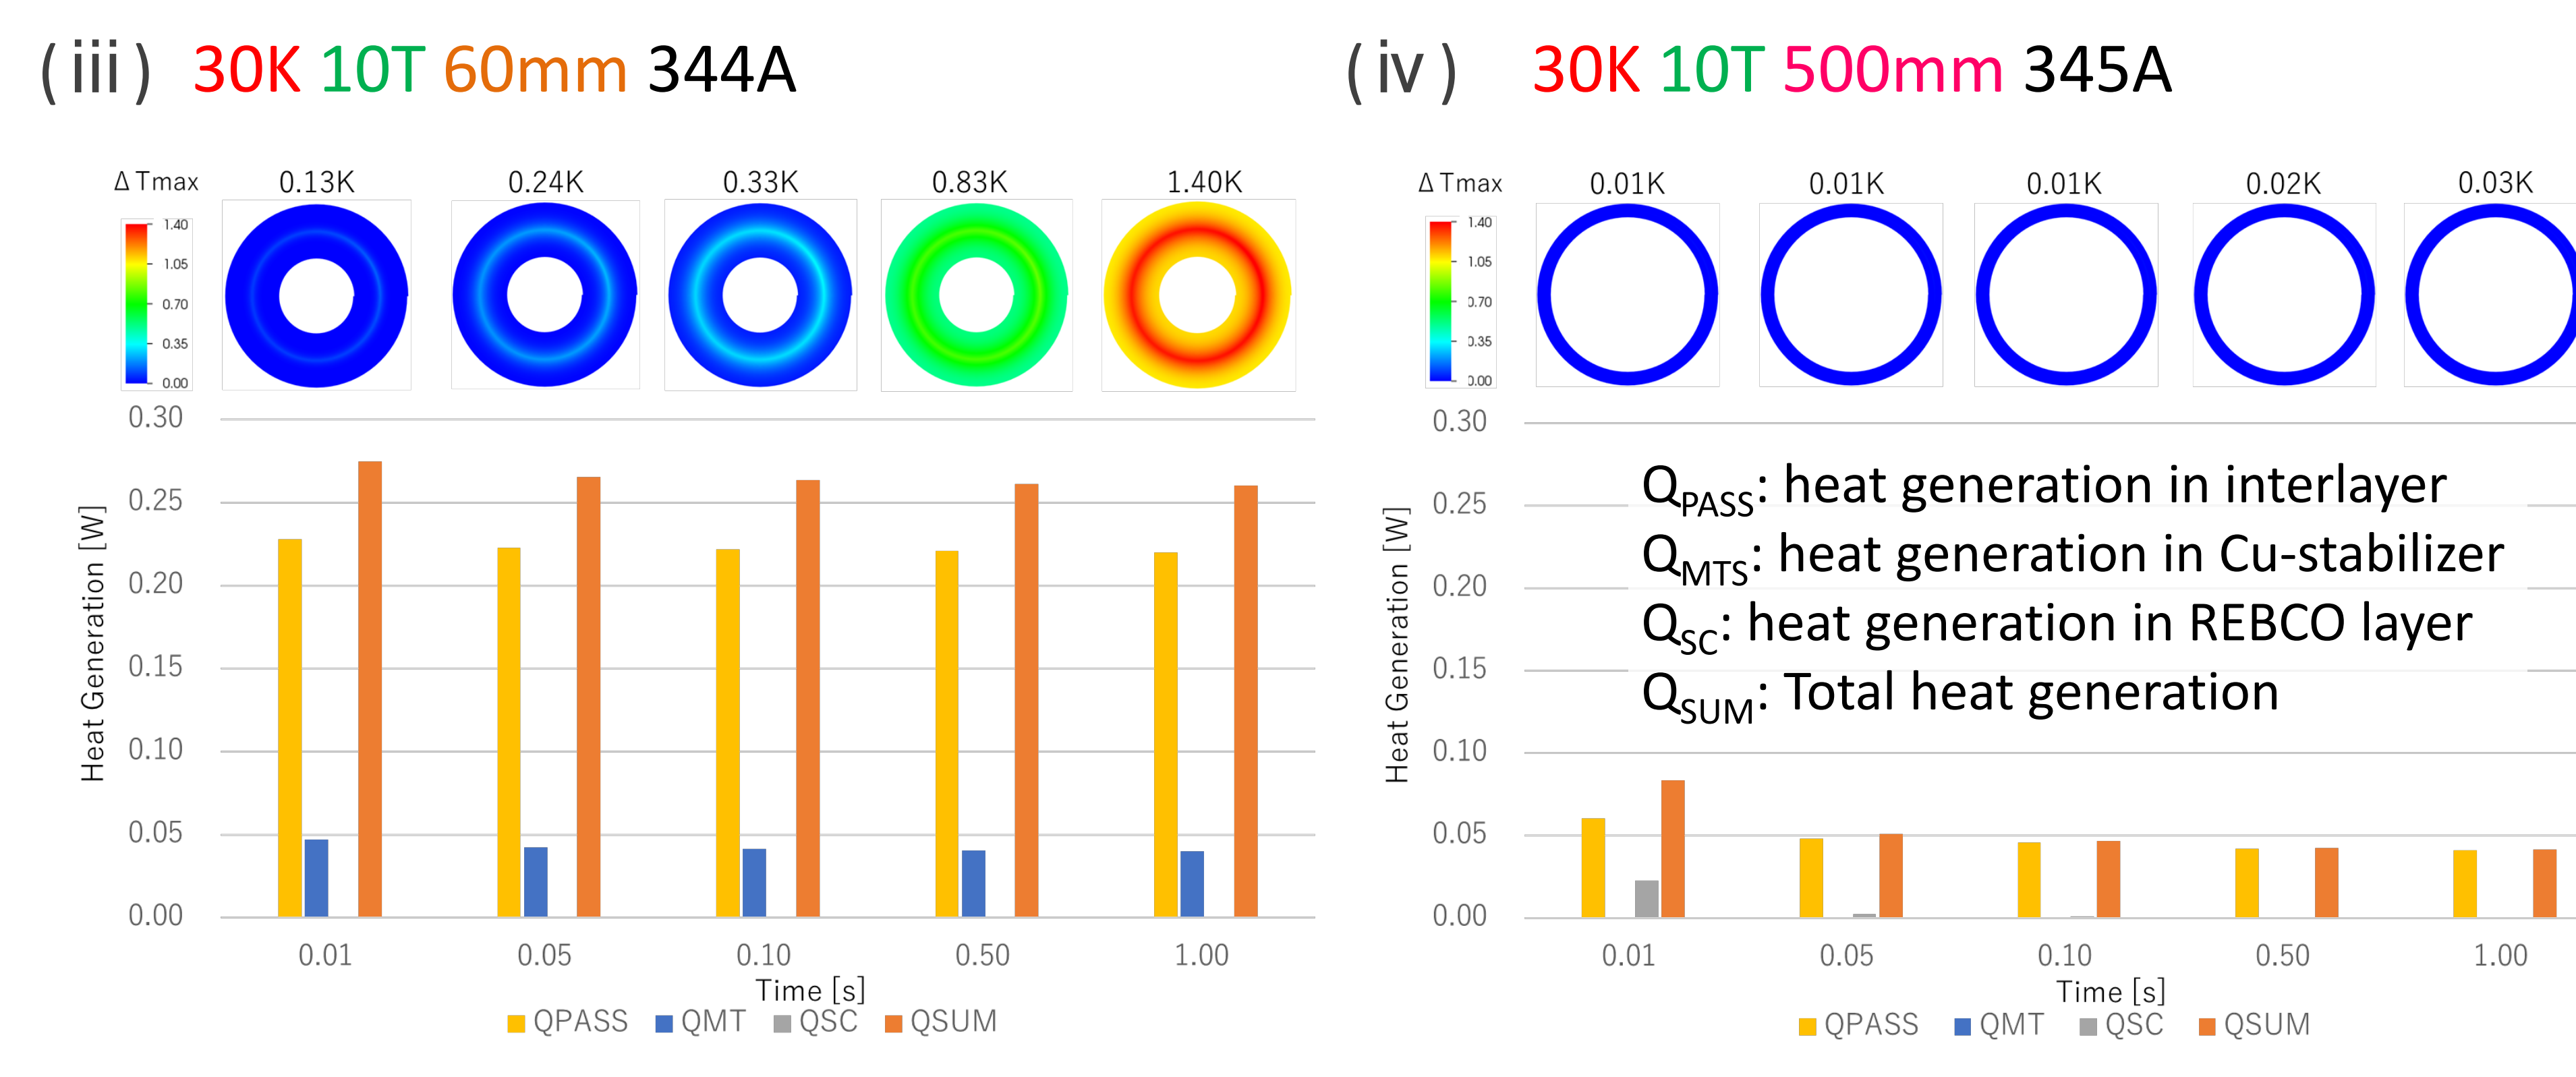 (iii) 30K 10T 60mm 344A
Δ Tmax 0.13K 0.24K 0.33K 0.83K 1.40K
1.40
1.05
0.70
0.35
0.00
0.30
0.25
0.20
0.15
0.10
0.05
0.00
Heat Generation [W]
0.01 0.05 0.10 0.50 1.00
Time [s]
QPASS QMT QSC QSUM
(iv) 30K 10T 500mm 345A
Δ Tmax 0.01K 0.01K 0.01K 0.02K 0.03K
1.40
1.05
0.70
0.35
0.00
0.30
0.25
0.20
0.15
0.10
0.05
0.00
Heat Generation [W]
QPASS: heat generation in interlayer
QMTS: heat generation in Cu-stabilizer
QSC: heat generation in REBCO layer
QSUM: Total heat generation
0.01 0.05 0.10 0.50 1.00
Time [s]
QPASS QMT QSC QSUM